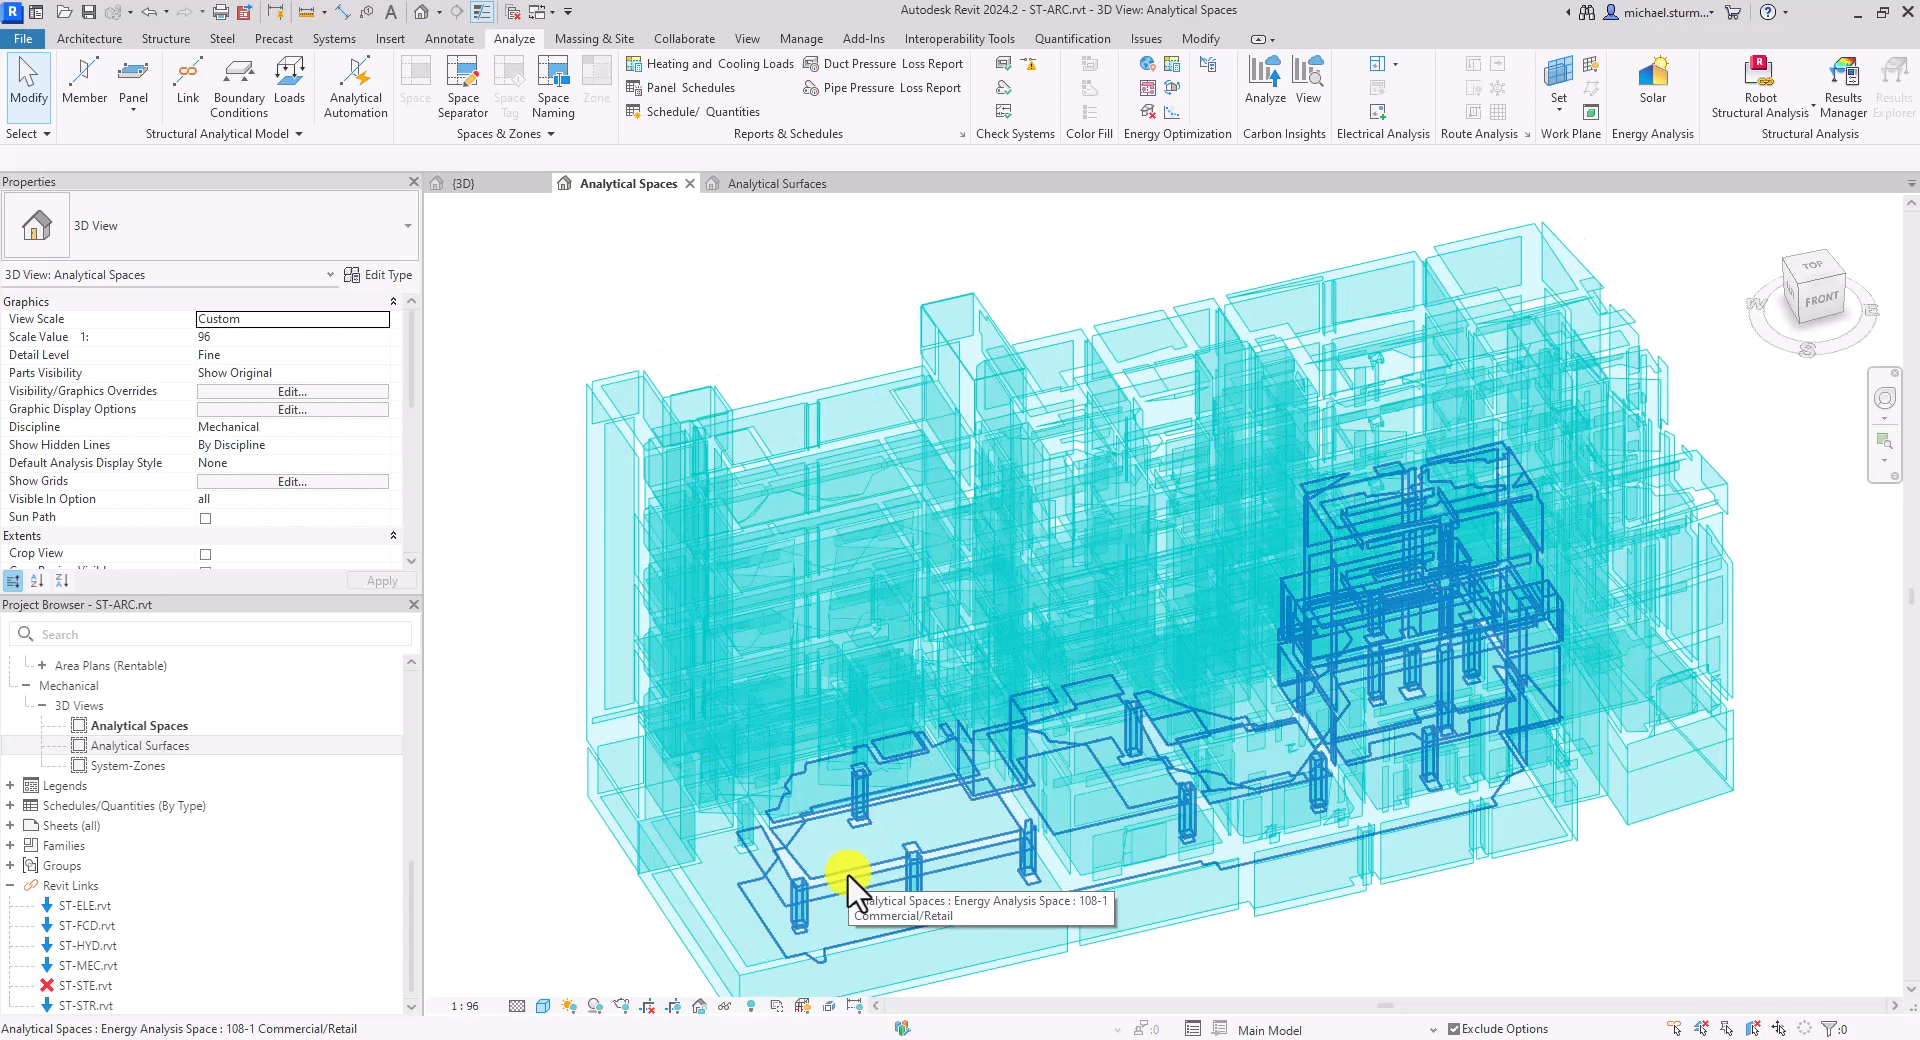 Autodesk Revit 2024.2 - ST-ARC.rvt - 3D View: Analytical Spaces
michael.sturm...
File Architecture Structure Steel Precast Systems Insert Annotate Analyze Massing & Site Collaborate View Manage Add-Ins Interoperability Tools Quantification Issues Modify
Modify
Member
Panel
Link
Boundary Conditions
Loads
Analytical Automation
Space
Space Separator
Space Tag
Space Naming
Zone
Heating and Cooling Loads
Panel Schedules
Schedule/ Quantities
Duct Pressure Loss Report
Pipe Pressure Loss Report
Analyze
View
Set
Solar
Robot Structural Analysis
Results Manager
Results Explorer
Select
Structural Analytical Model
Spaces & Zones
Reports & Schedules
Check Systems
Color Fill
Energy Optimization
Carbon Insights
Electrical Analysis
Route Analysis
Work Plane
Energy Analysis
Structural Analysis
Properties
3D View
3D View: Analytical Spaces
Edit Type
Graphics
View Scale Custom
Scale Value 1: 96
Detail Level Fine
Parts Visibility Show Original
Visibility/Graphics Overrides Edit...
Graphic Display Options Edit...
Discipline Mechanical
Show Hidden Lines By Discipline
Default Analysis Display Style None
Show Grids Edit...
Visible In Option all
Sun Path
Extents
Crop View
Apply
Project Browser - ST-ARC.rvt
Search
Area Plans (Rentable)
Mechanical
3D Views
Analytical Spaces
Analytical Surfaces
System-Zones
Legends
Schedules/Quantities (By Type)
Sheets (all)
Families
Groups
Revit Links
ST-ELE.rvt
ST-FCD.rvt
ST-HYD.rvt
ST-MEC.rvt
ST-STE.rvt
ST-STR.rvt
{3D}
Analytical Spaces
Analytical Surfaces
TOP
FRONT
W
E
S
alytical Spaces : Energy Analysis Space : 108-1
Commercial/Retail
1 : 96
Analytical Spaces : Energy Analysis Space : 108-1 Commercial/Retail
:0
Main Model
Exclude Options
:0